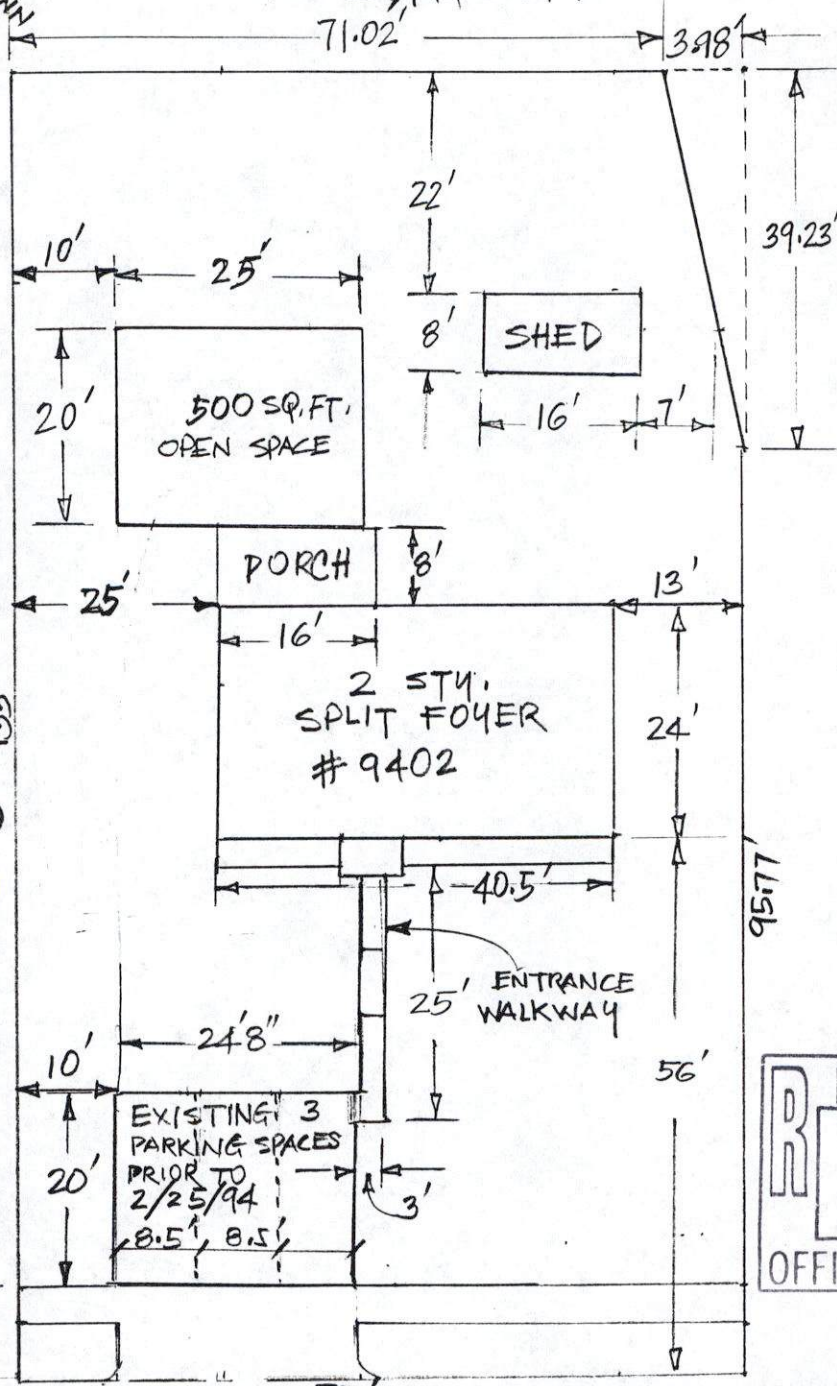 71.02'
3.98'
22'
39.23'
10'
25'
8'
SHED
20'
500 SQ.FT.
OPEN SPACE
16'
7'
PORCH
8'
25'
13'
16'
2 STY.
SPLIT FOYER
# 9402
24'
40.5'
95.77'
25'
ENTRANCE
WALKWAY
24'8"
10'
56'
EXISTING 3
PARKING SPACES
PRIOR TO
2/25/94
20'
3'
8.5'
8.5'
R
OFFI